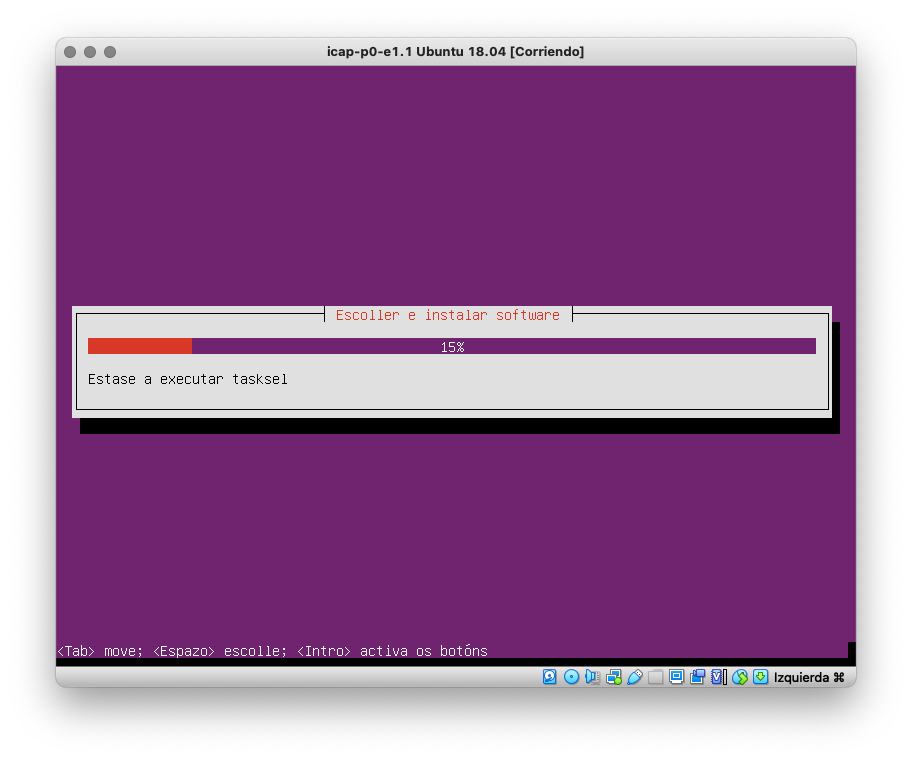 icap-p0-e1.1 Ubuntu 18.04 [Corriendo]
Escoller e instalar software
15%
Estase a executar tasksel
<Tab> move; <Espazo> escolle; <Intro> activa os botóns
Izquierda ⌘